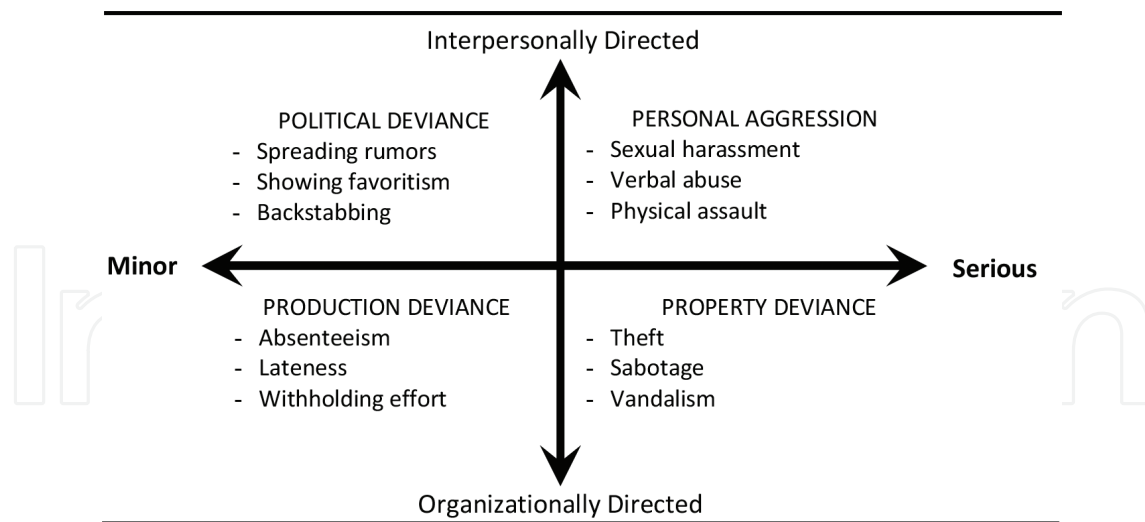 Interpersonally Directed
POLITICAL DEVIANCE
- Spreading rumors
- Showing favoritism
- Backstabbing
PERSONAL AGGRESSION
- Sexual harassment
- Verbal abuse
- Physical assault
Minor
Serious
PRODUCTION DEVIANCE
- Absenteeism
- Lateness
- Withholding effort
PROPERTY DEVIANCE
- Theft
- Sabotage
- Vandalism
Organizationally Directed